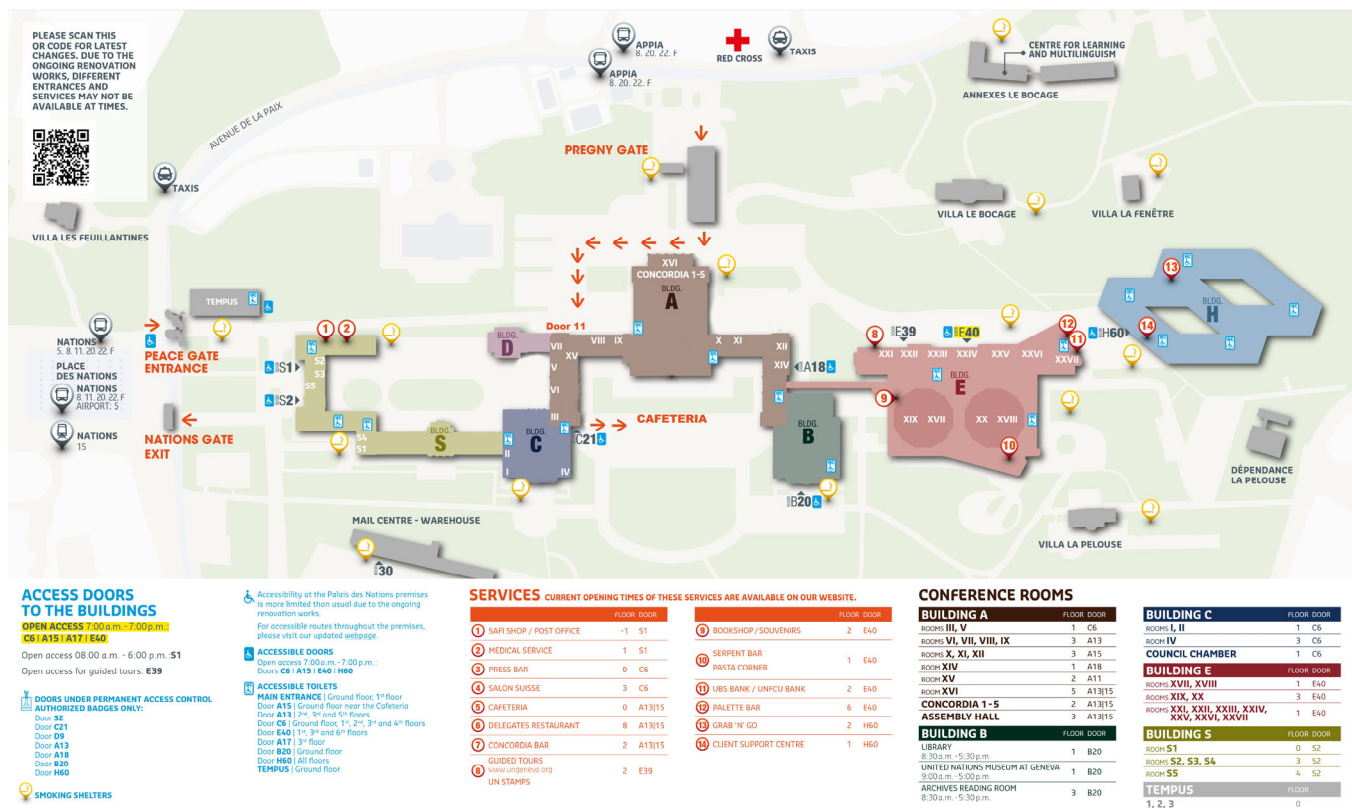 PLEASE SCAN THIS
OR CODE FOR LATEST
CHANGES. DUE TO THE
ONGOING RENOVATION
WORKS, DIFFERENT
ENTRANCES AND
SERVICES MAY NOT BE
AVAILABLE AT TIMES.
AVENUE DE LA PAIX
APPIA
8. 20. 22. F
APPIA
8. 20. 22. F
RED CROSS
TAXIS
CENTRE FOR LEARNING
AND MULTILINGUISM
ANNEXES LE BOCAGE
PREGNY GATE
TAXIS
VILLA LES FEUILLANTINES
VILLA LE BOCAGE
VILLA LA FENÊTRE
XVI
CONCORDIA 1-5
BLDG.
A
TEMPUS
NATIONS
5. 8. 11. 20. 22. F
PEACE GATE
ENTRANCE
PLACE
DES NATIONS
NATIONS
8. 11. 20. 22. F
AIRPORT: 5
NATIONS
15
NATIONS GATE
EXIT
1 2
S2
S3
S5
S1
S2
S4
S1
BLDG.
S
BLDG.
D
Door 11
VII
XV
V
VI
III
VIII IX
X XI
XII
XIV
A18
II
I
IV
BLDG.
C
C21
CAFETERIA
BLDG.
B
B20
8
E39
E40
XXI XXII XXIII XXIV XXV XXVI
XXVII
12
11
H60
BLDG.
E
9
XIX XVII
XX XVIII
10
13
14
BLDG.
H
DÉPENDANCE
LA PELOUSE
VILLA LA PELOUSE
MAIL CENTRE - WAREHOUSE
30
ACCESS DOORS
TO THE BUILDINGS
OPEN ACCESS 7:00 a.m. - 7:00 p.m. :
C6 | A15 | A17 | E40
Open access 08.00 a.m. - 6:00 p.m. : S1
Open access for guided tours: E39
DOORS UNDER PERMANENT ACCESS CONTROL
AUTHORIZED BADGES ONLY:
Door S2
Door C21
Door D9
Door A13
Door A18
Door B20
Door H60
SMOKING SHELTERS
Accessibility at the Palais des Nations premises
is more limited than usual due to the ongoing
renovation works.
For accessible routes throughout the premises,
please visit our updated webpage.
ACCESSIBLE DOORS
Open access 7:00 a.m. - 7:00 p.m. :
Doors C6 | A15 | E40 | H60
ACCESSIBLE TOILETS
MAIN ENTRANCE | Ground floor, 1st floor
Door A15 | Ground floor near the Cafeteria
Door A13 | 2nd, 3rd and 5th floors
Door C6 | Ground floor, 1st, 2nd, 3rd and 4th floors
Door E40 | 1st, 3rd and 6th floors
Door A17 | 3rd floor
Door B20 | Ground floor
Door H60 | All floors
TEMPUS | Ground floor
SERVICES CURRENT OPENING TIMES OF THESE SERVICES ARE AVAILABLE ON OUR WEBSITE.
FLOOR DOOR
1 SAFI SHOP / POST OFFICE -1 S1
2 MEDICAL SERVICE 1 S1
3 PRESS BAR 0 C6
4 SALON SUISSE 3 C6
5 CAFETERIA 0 A13|15
6 DELEGATES RESTAURANT 8 A13|15
7 CONCORDIA BAR 2 A13|15
8 GUIDED TOURS
www.ungeneva.org
UN STAMPS 2 E39
FLOOR DOOR
9 BOOKSHOP / SOUVENIRS 2 E40
10 SERPENT BAR
PASTA CORNER 1 E40
11 UBS BANK / UNFCU BANK 2 E40
12 PALETTE BAR 6 E40
13 GRAB 'N' GO 2 H60
14 CLIENT SUPPORT CENTRE 1 H60
CONFERENCE ROOMS
BUILDING A FLOOR DOOR
ROOMS III, V 1 C6
ROOMS VI, VII, VIII, IX 3 A13
ROOMS X, XI, XII 3 A15
ROOM XIV 1 A18
ROOM XV 2 A11
ROOM XVI 5 A13|15
CONCORDIA 1-5 2 A13|15
ASSEMBLY HALL 3 A13|15
BUILDING B FLOOR DOOR
LIBRARY
8:30 a.m. - 5:30 p.m. 1 B20
UNITED NATIONS MUSEUM AT GENEVA
9:00 a.m. - 5:00 p.m. 1 B20
ARCHIVES READING ROOM
8:30 a.m. - 5:30 p.m. 3 B20
BUILDING C FLOOR DOOR
ROOMS I, II 1 C6
ROOM IV 3 C6
COUNCIL CHAMBER 1 C6
BUILDING E FLOOR DOOR
ROOMS XVII, XVIII 1 E40
ROOMS XIX, XX 3 E40
ROOMS XXI, XXII, XXIII, XXIV,
XXV, XXVI, XXVII 1 E40
BUILDING S FLOOR DOOR
ROOM S1 0 S2
ROOMS S2, S3, S4 3 S2
ROOM S5 4 S2
TEMPUS FLOOR
1, 2, 3 0